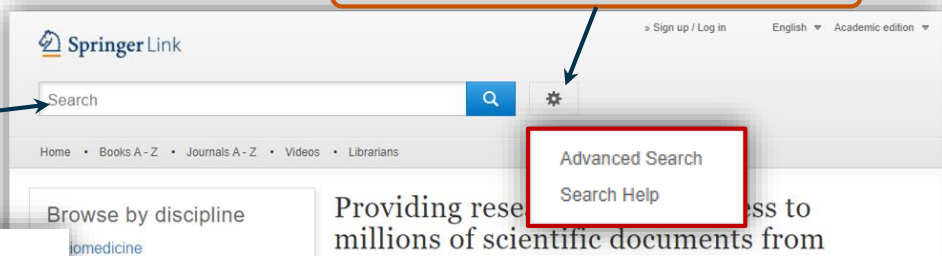 » Sign up / Log in English Academic edition
Springer Link
Search
Home • Books A - Z • Journals A - Z • Videos • Librarians
Advanced Search
Search Help
Browse by discipline
Providing rese ess to
millions of scientific documents from
iomedicine